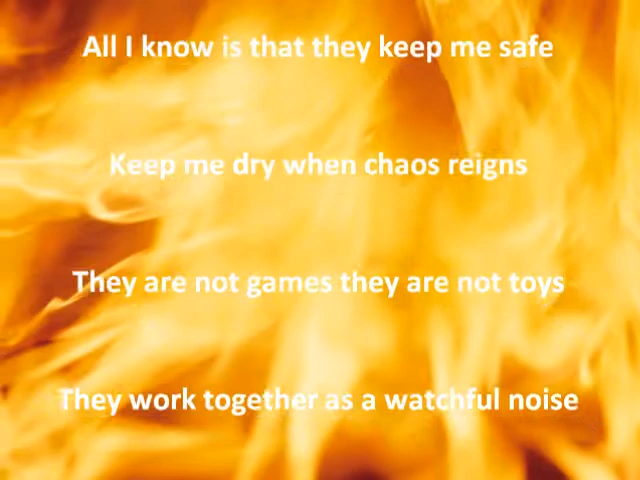 All I know is that they keep me safe
Keep me dry when chaos reigns
They are not games they are not toys
They work together as a watchful noise